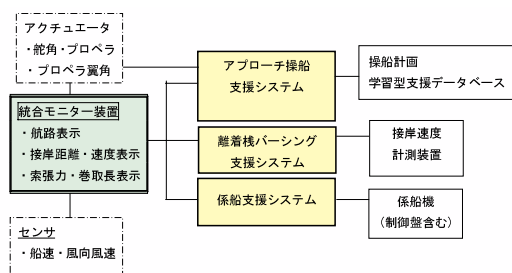 アクチュエータ
・舵角・プロペラ
・プロペラ翼角
統合モニター装置
・航路表示
・接岸距離・速度表示
・索張力・巻取長表示
センサ
・船速・風向風速
アプローチ操船
支援システム
離着桟バーシング
支援システム
係船支援システム
操船計画
学習型支援データベース
接岸速度
計測装置
係船機
（制御盤含む）